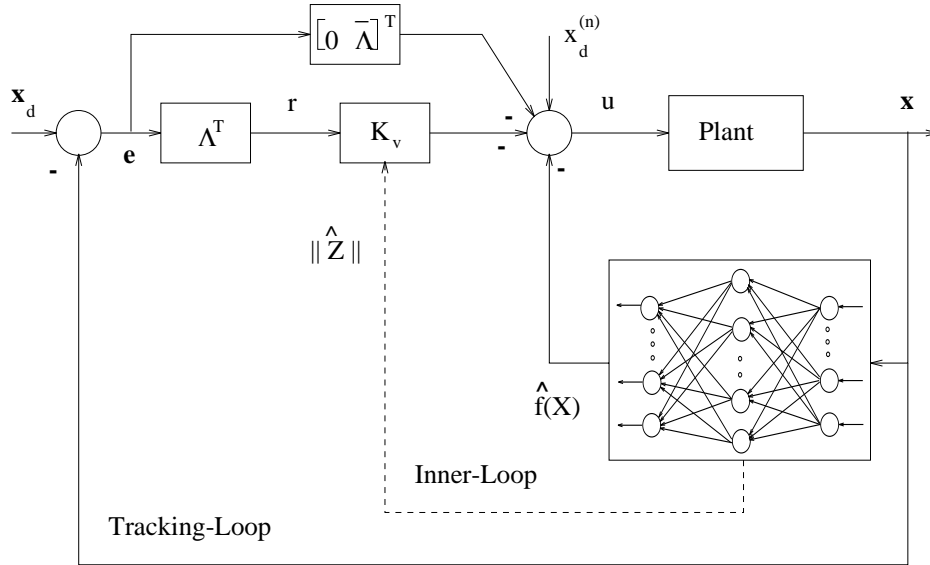 [0 Λ̅]ᵀ
x_d^(n)
x_d
-
e
Λᵀ
r
K_v
-
-
-
u
Plant
x
|| Ẑ ||
f̂(X)
Inner-Loop
Tracking-Loop